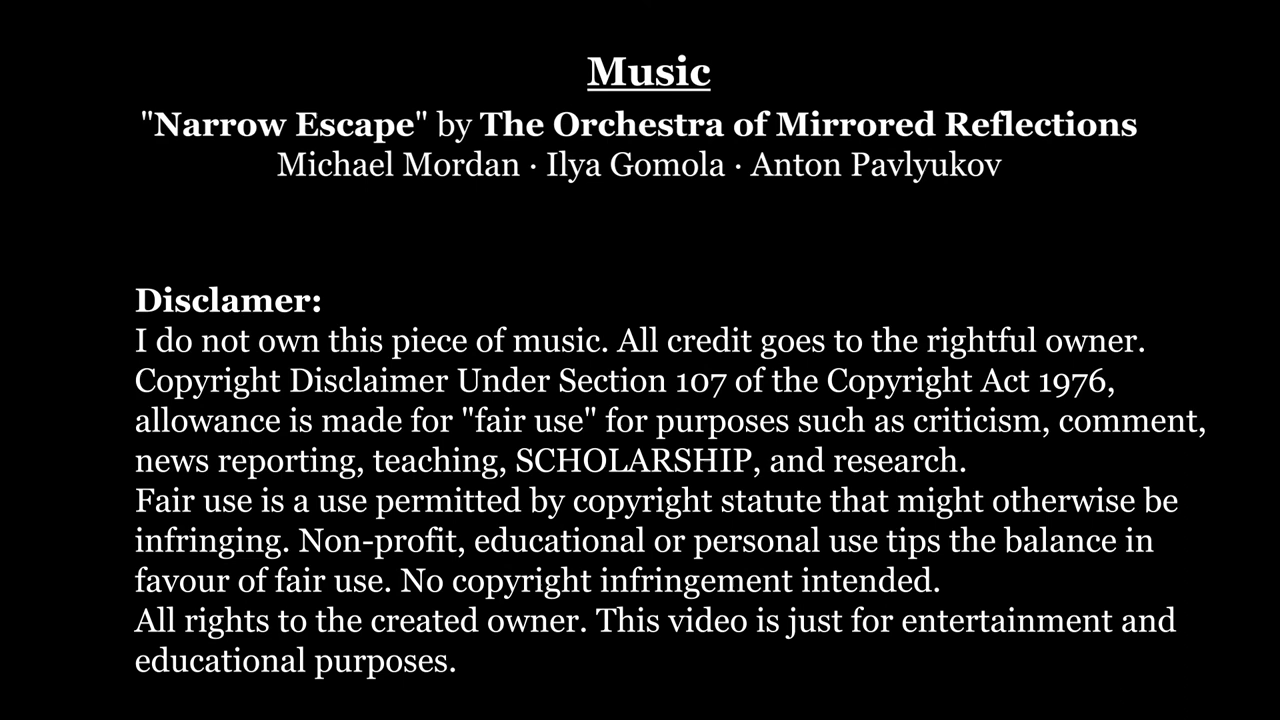 Music
"Narrow Escape" by The Orchestra of Mirrored Reflections
Michael Mordan · Ilya Gomola · Anton Pavlyukov
Disclamer:
I do not own this piece of music. All credit goes to the rightful owner.
Copyright Disclaimer Under Section 107 of the Copyright Act 1976,
allowance is made for "fair use" for purposes such as criticism, comment,
news reporting, teaching, SCHOLARSHIP, and research.
Fair use is a use permitted by copyright statute that might otherwise be
infringing. Non-profit, educational or personal use tips the balance in
favour of fair use. No copyright infringement intended.
All rights to the created owner. This video is just for entertainment and
educational purposes.